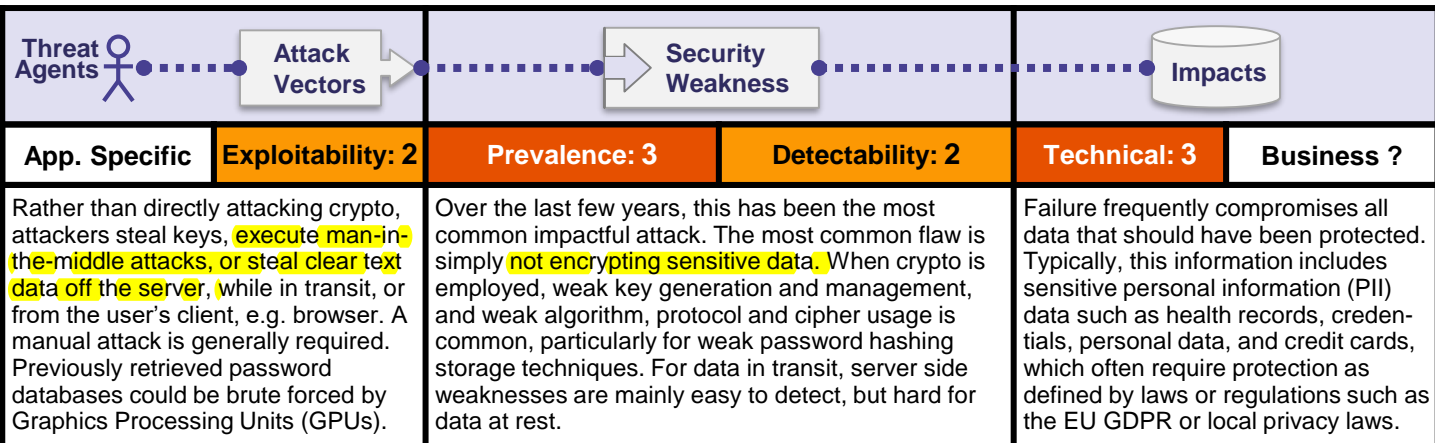 Threat
Agents
Attack
Vectors
Security
Weakness
Impacts
App. Specific
Exploitability: 2
Prevalence: 3
Detectability: 2
Technical: 3
Business ?
Rather than directly attacking crypto,
attackers steal keys, execute man-in-
the-middle attacks, or steal clear text
data off the server, while in transit, or
from the user's client, e.g. browser. A
manual attack is generally required.
Previously retrieved password
databases could be brute forced by
Graphics Processing Units (GPUs).
Over the last few years, this has been the most
common impactful attack. The most common flaw is
simply not encrypting sensitive data. When crypto is
employed, weak key generation and management,
and weak algorithm, protocol and cipher usage is
common, particularly for weak password hashing
storage techniques. For data in transit, server side
weaknesses are mainly easy to detect, but hard for
data at rest.
Failure frequently compromises all
data that should have been protected.
Typically, this information includes
sensitive personal information (PII)
data such as health records, creden-
tials, personal data, and credit cards,
which often require protection as
defined by laws or regulations such as
the EU GDPR or local privacy laws.